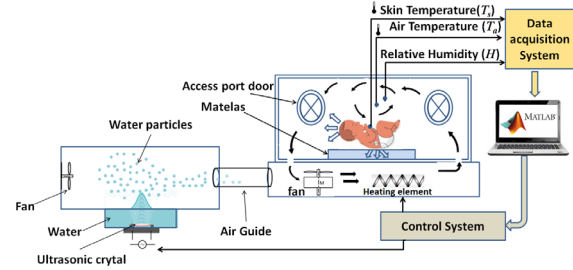 Skin Temperature(Ts)
Air Temperature (Ta)
Relative Humidity (H)
Data
acquisition
System
Access port door
Matelas
MATLAB
Water particles
Fan
fan
M
Heating element
Water
Air Guide
Control System
Ultrasonic crytal